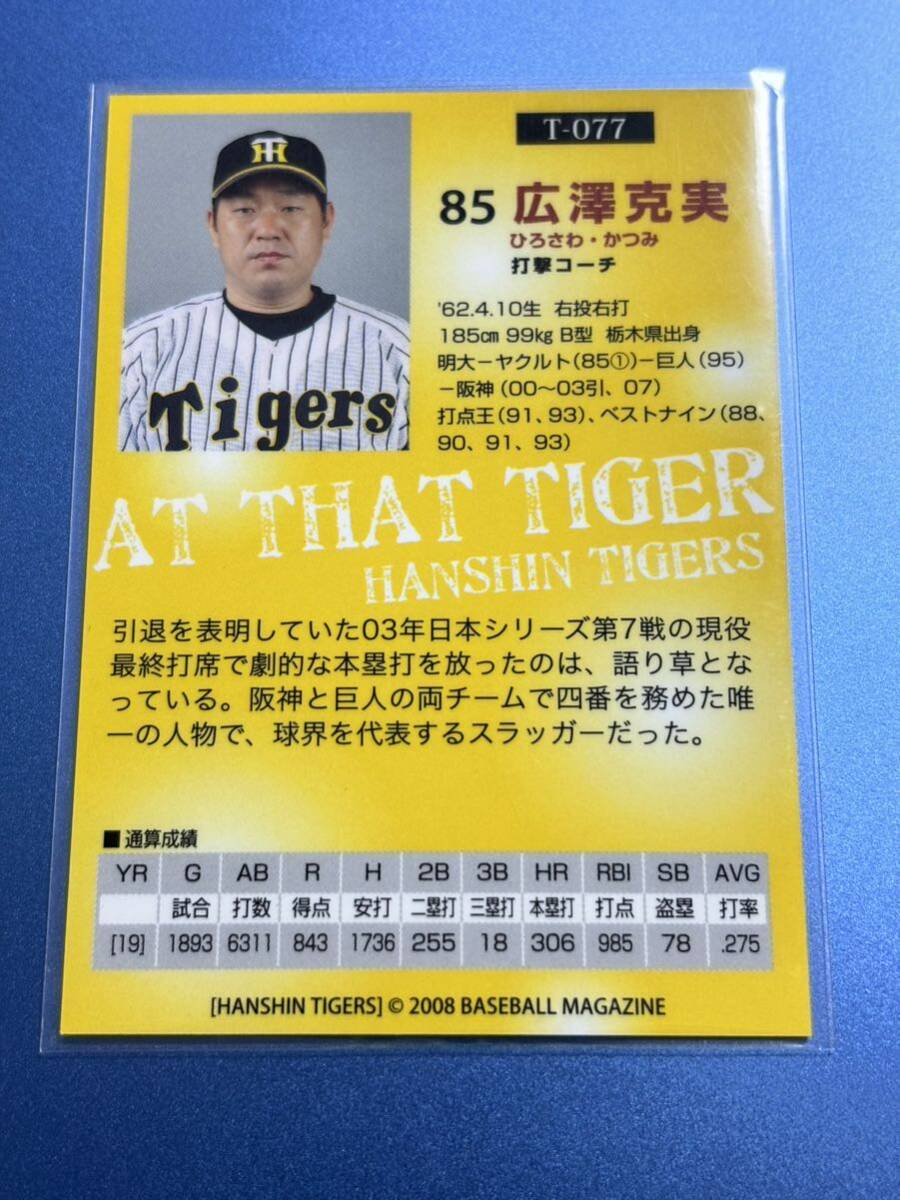 T-077
TH
85 広澤克実
ひろさわ・かつみ
打撃コーチ
Tigers
'62.4.10生 右投右打
185㎝ 99kg B型 栃木県出身
明大－ヤクルト(85①)－巨人(95)
－阪神(00～03引、07)
打点王(91、93)、ベストナイン(88、
90、91、93)
AT THAT TIGER
HANSHIN TIGERS
引退を表明していた03年日本シリーズ第7戦の現役
最終打席で劇的な本塁打を放ったのは、語り草とな
っている。阪神と巨人の両チームで四番を務めた唯
一の人物で、球界を代表するスラッガーだった。
■通算成績
YR G AB R H 2B 3B HR RBI SB AVG
試合 打数 得点 安打 二塁打 三塁打 本塁打 打点 盗塁 打率
[19] 1893 6311 843 1736 255 18 306 985 78 .275
[HANSHIN TIGERS] © 2008 BASEBALL MAGAZINE